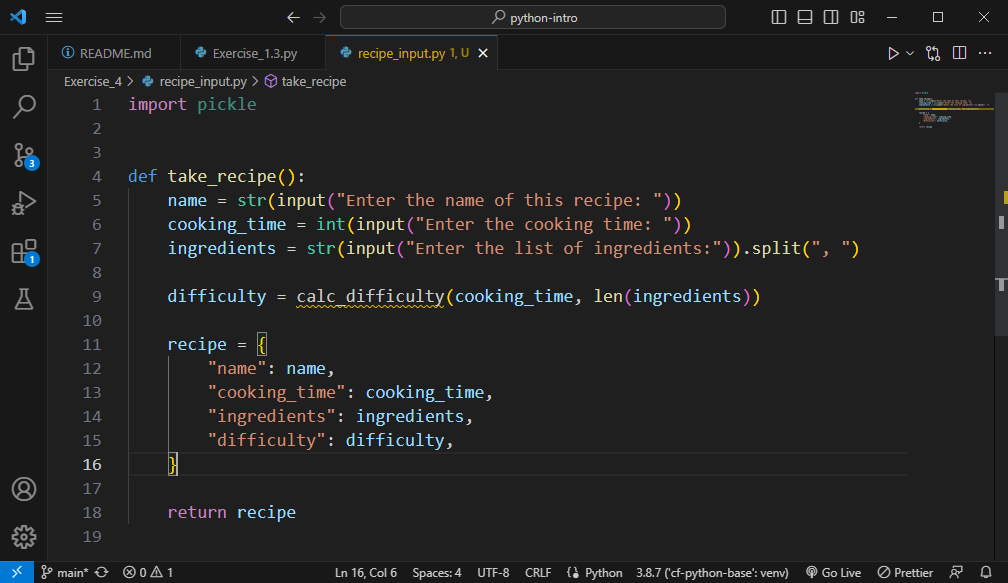 python-intro
README.md
Exercise_1.3.py
recipe_input.py 1, U
Exercise_4 > recipe_input.py > take_recipe
1 import pickle
2
3
4 def take_recipe():
5     name = str(input("Enter the name of this recipe: "))
6     cooking_time = int(input("Enter the cooking time: "))
7     ingredients = str(input("Enter the list of ingredients:")).split(", ")
8
9     difficulty = calc_difficulty(cooking_time, len(ingredients))
10
11     recipe = {
12         "name": name,
13         "cooking_time": cooking_time,
14         "ingredients": ingredients,
15         "difficulty": difficulty,
16     }
17
18     return recipe
19
3
1
main* 0 1 Ln 16, Col 6 Spaces: 4 UTF-8 CRLF Python 3.8.7 ('cf-python-base': venv) Go Live Prettier